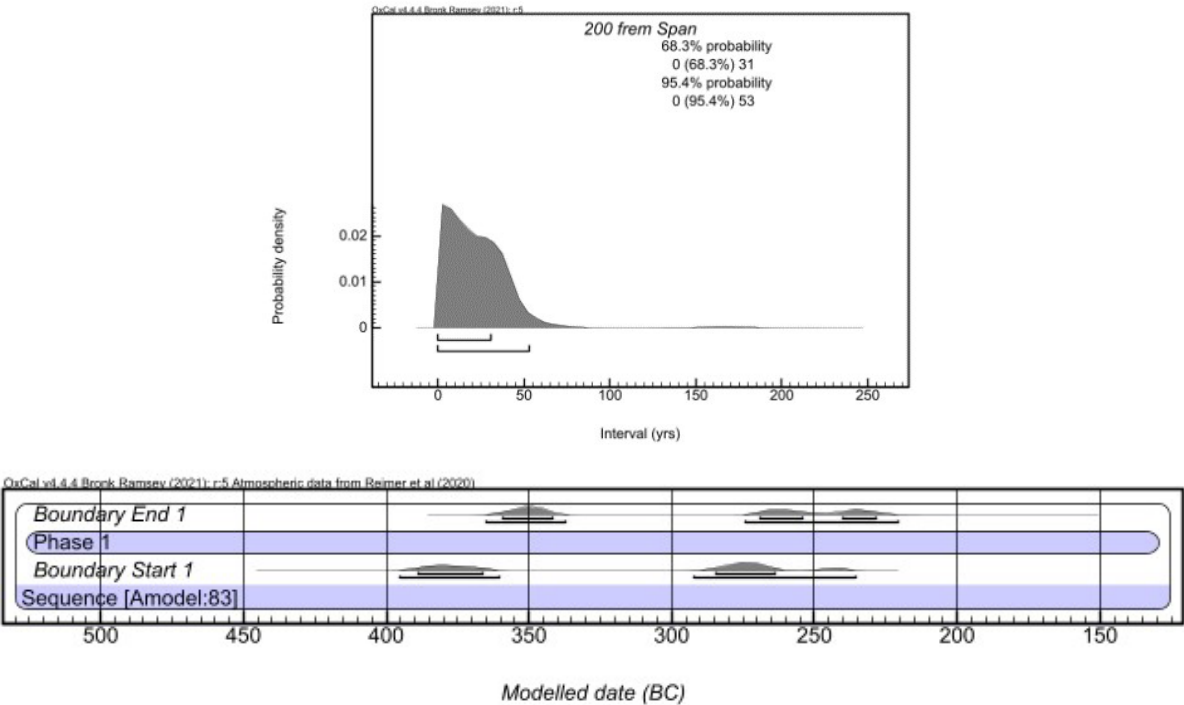 OxCal v4.4.4 Bronk Ramsey (2021); r:5
200 frem Span
68.3% probability
0 (68.3%) 31
95.4% probability
0 (95.4%) 53
Probability density
0.02
0.01
0
0 50 100 150 200 250
Interval (yrs)
OxCal v4.4.4 Bronk Ramsey (2021); r:5 Atmospheric data from Reimer et al (2020)
Boundary End 1
Phase 1
Boundary Start 1
Sequence [Amodel:83]
500 450 400 350 300 250 200 150
Modelled date (BC)